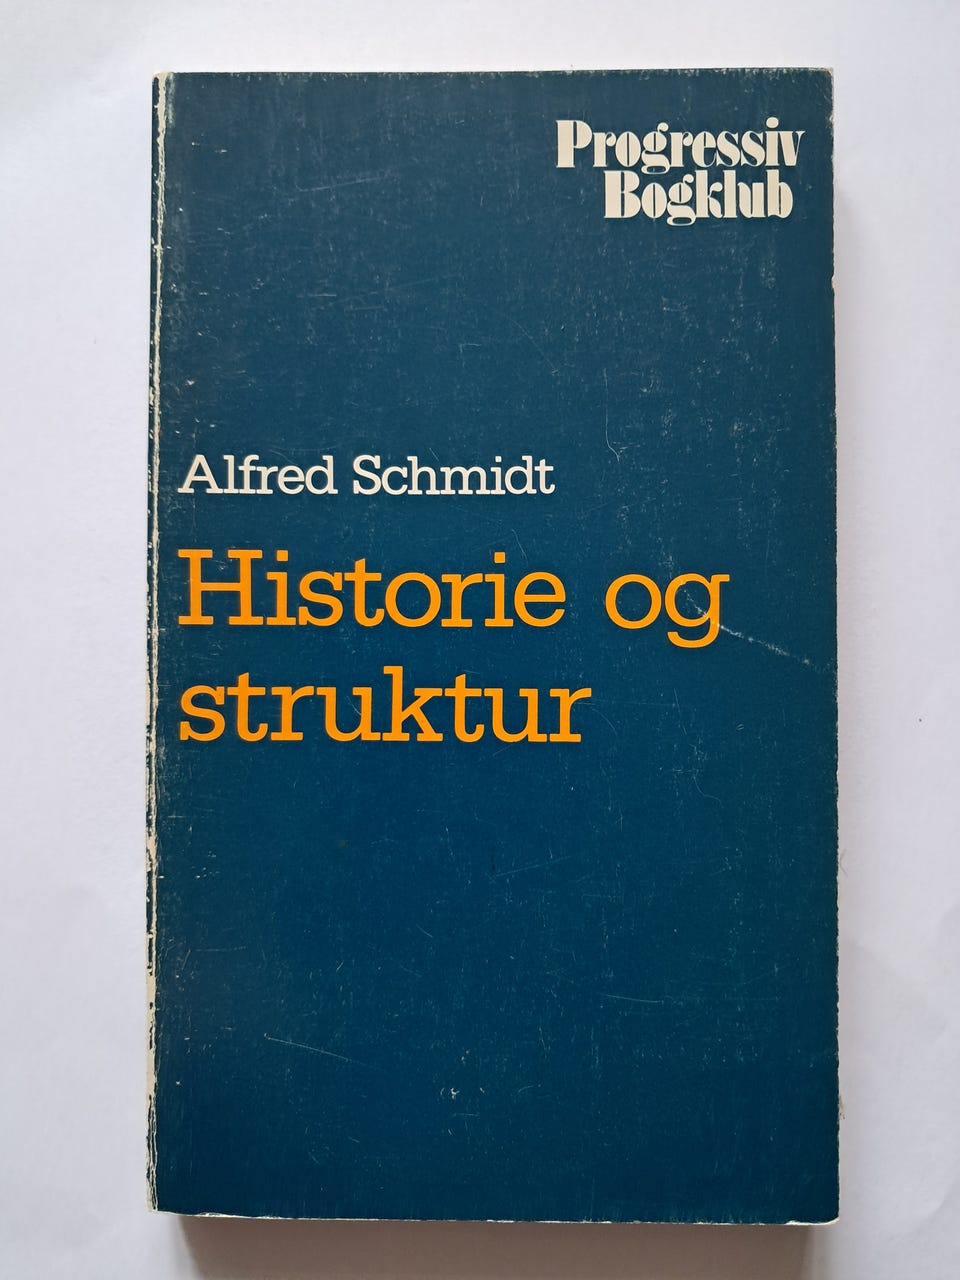 Progressiv
Bogklub
Alfred Schmidt
Historie og
struktur